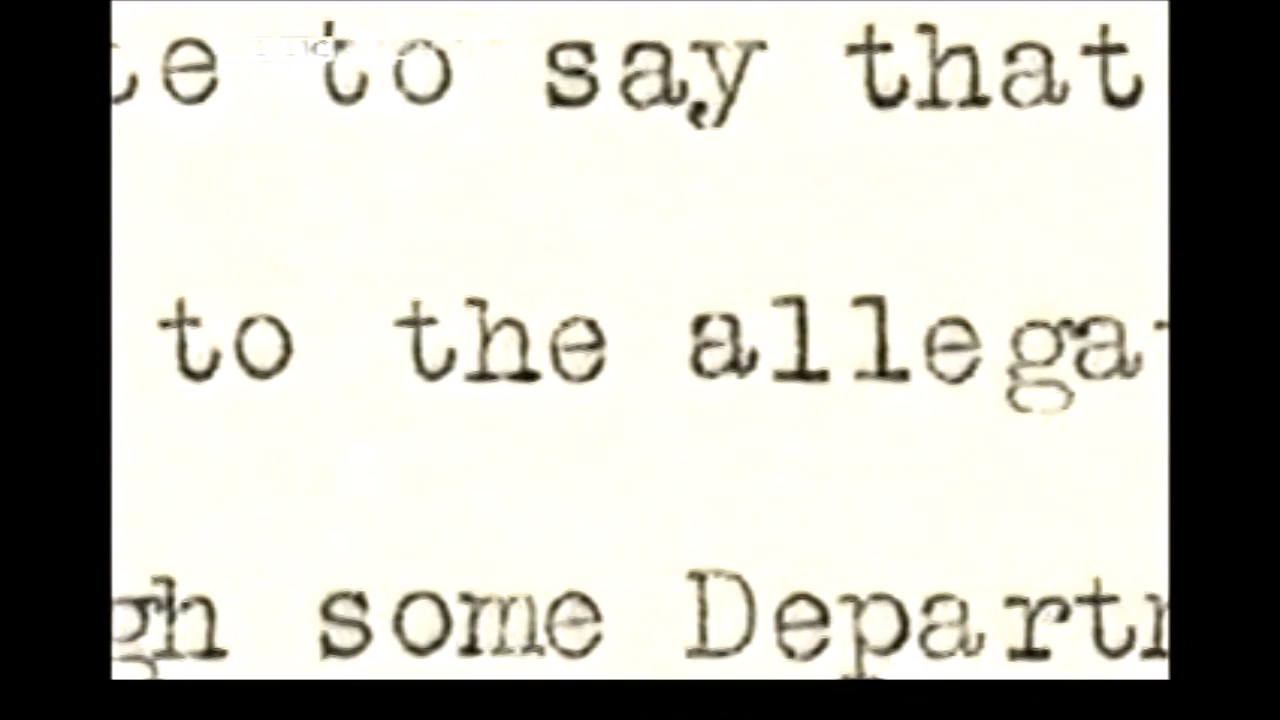 te to say that
to the allega
gh some Depart